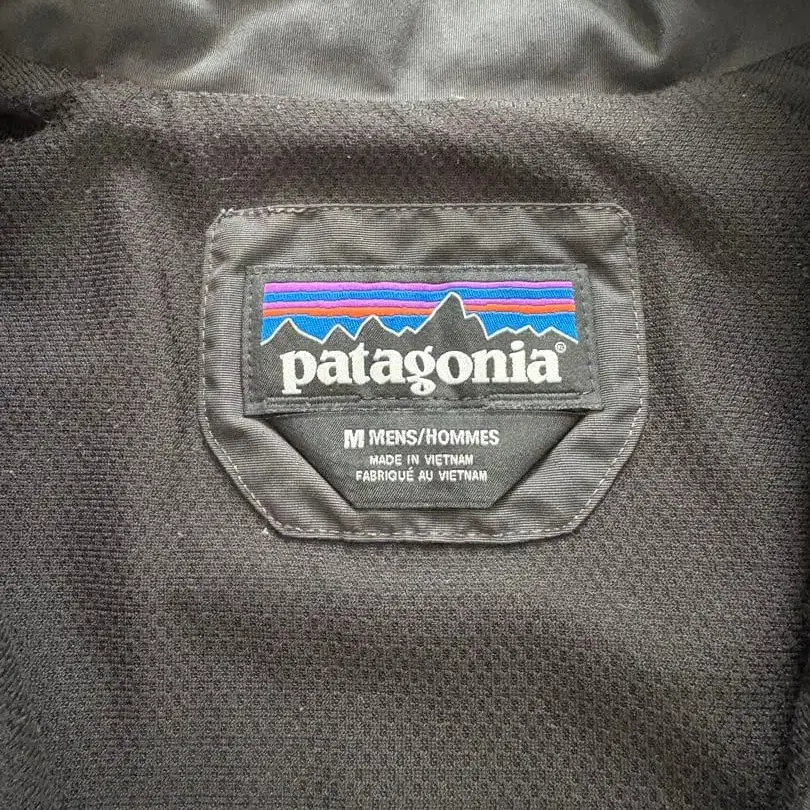 patagonia®
M MENS/HOMMES
MADE IN VIETNAM
FABRIQUÉ AU VIETNAM